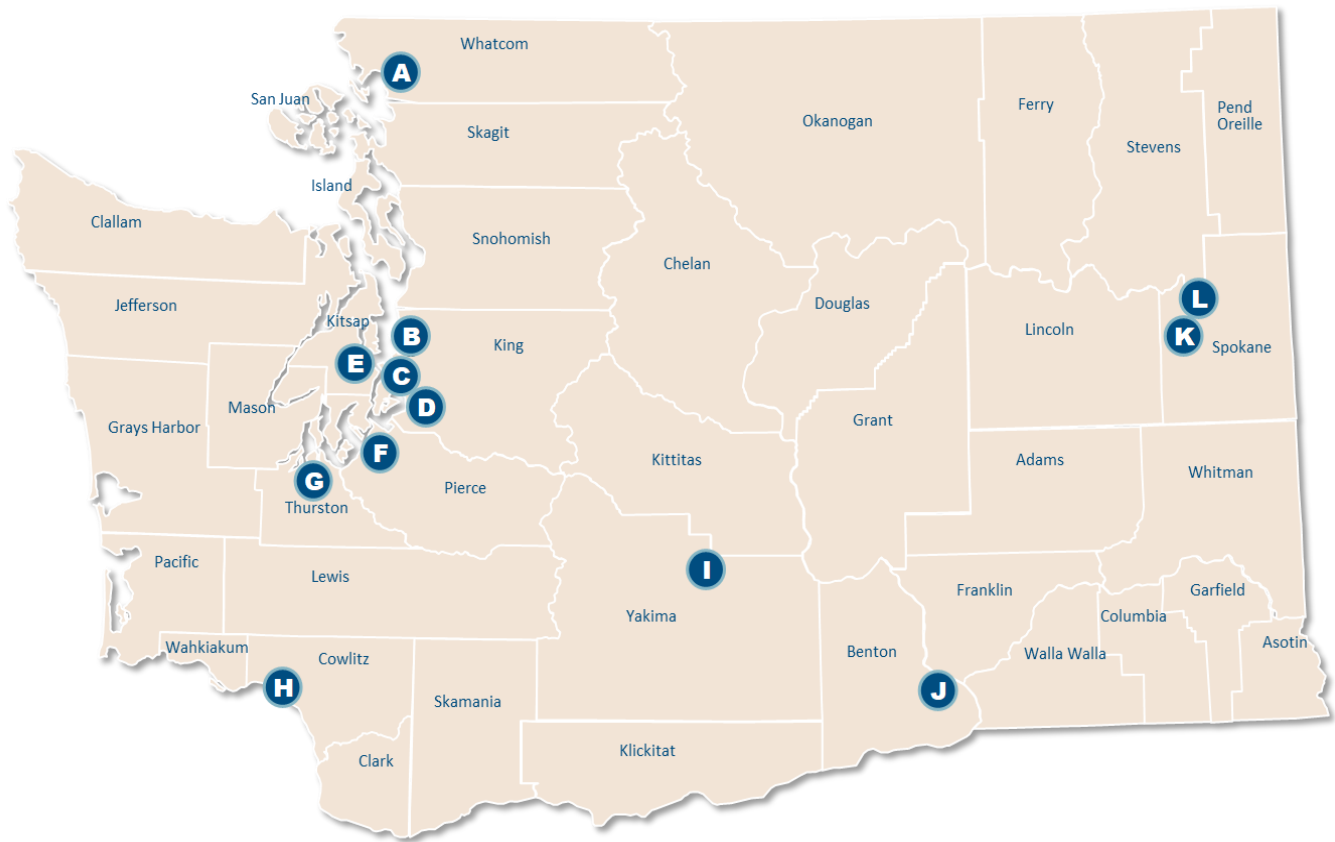 Whatcom
A
San Juan
Skagit
Island
Okanogan
Ferry
Pend
Oreille
Stevens
Clallam
Snohomish
Chelan
Jefferson
Kitsap
B
King
Douglas
Lincoln
L
K
Spokane
E
C
D
Mason
Grays Harbor
F
Grant
Kittitas
Adams
Whitman
G
Thurston
Pierce
Pacific
Lewis
I
Yakima
Franklin
Garfield
Columbia
Wahkiakum
Cowlitz
H
Skamania
Benton
J
Walla Walla
Asotin
Clark
Klickitat